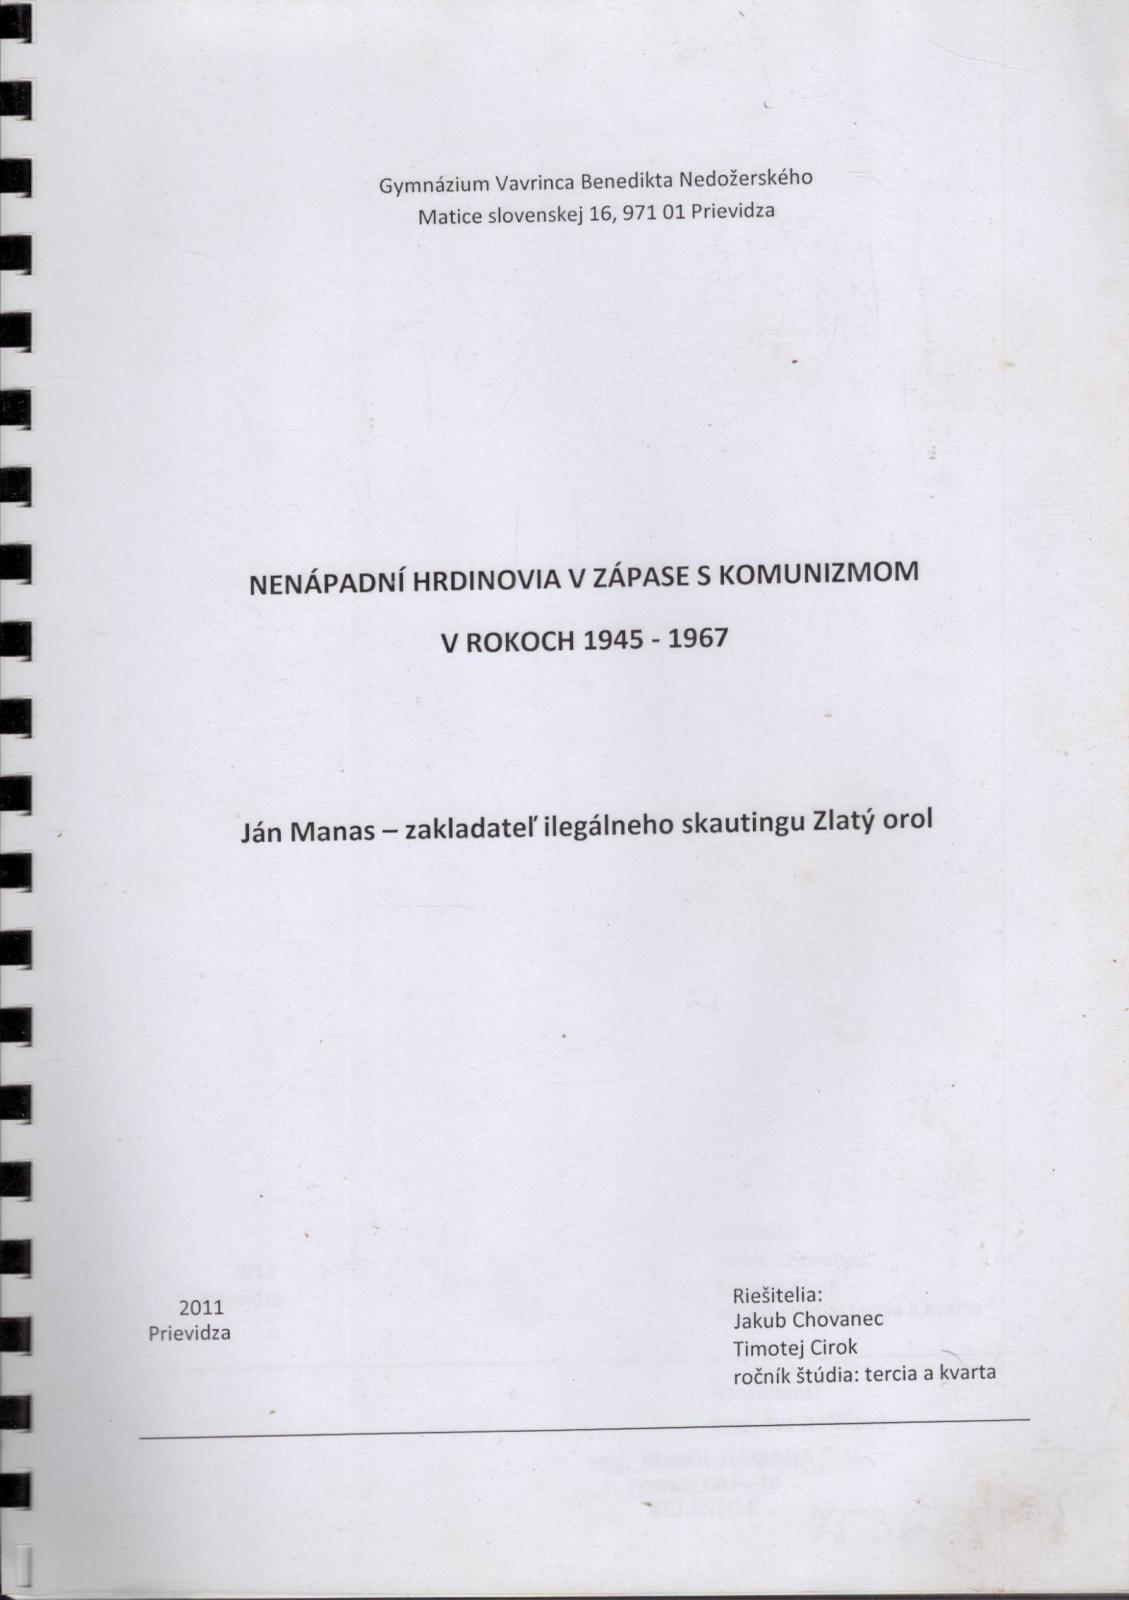 Gymnázium Vavrinca Benedikta Nedožerského
Matice slovenskej 16, 971 01 Prievidza
NENÁPADNÍ HRDINOVIA V ZÁPASE S KOMUNIZMOM
V ROKOCH 1945 - 1967
Ján Manas – zakladateľ ilegálneho skautingu Zlatý orol
2011
Prievidza
Riešitelia:
Jakub Chovanec
Timotej Cirok
ročník štúdia: tercia a kvarta